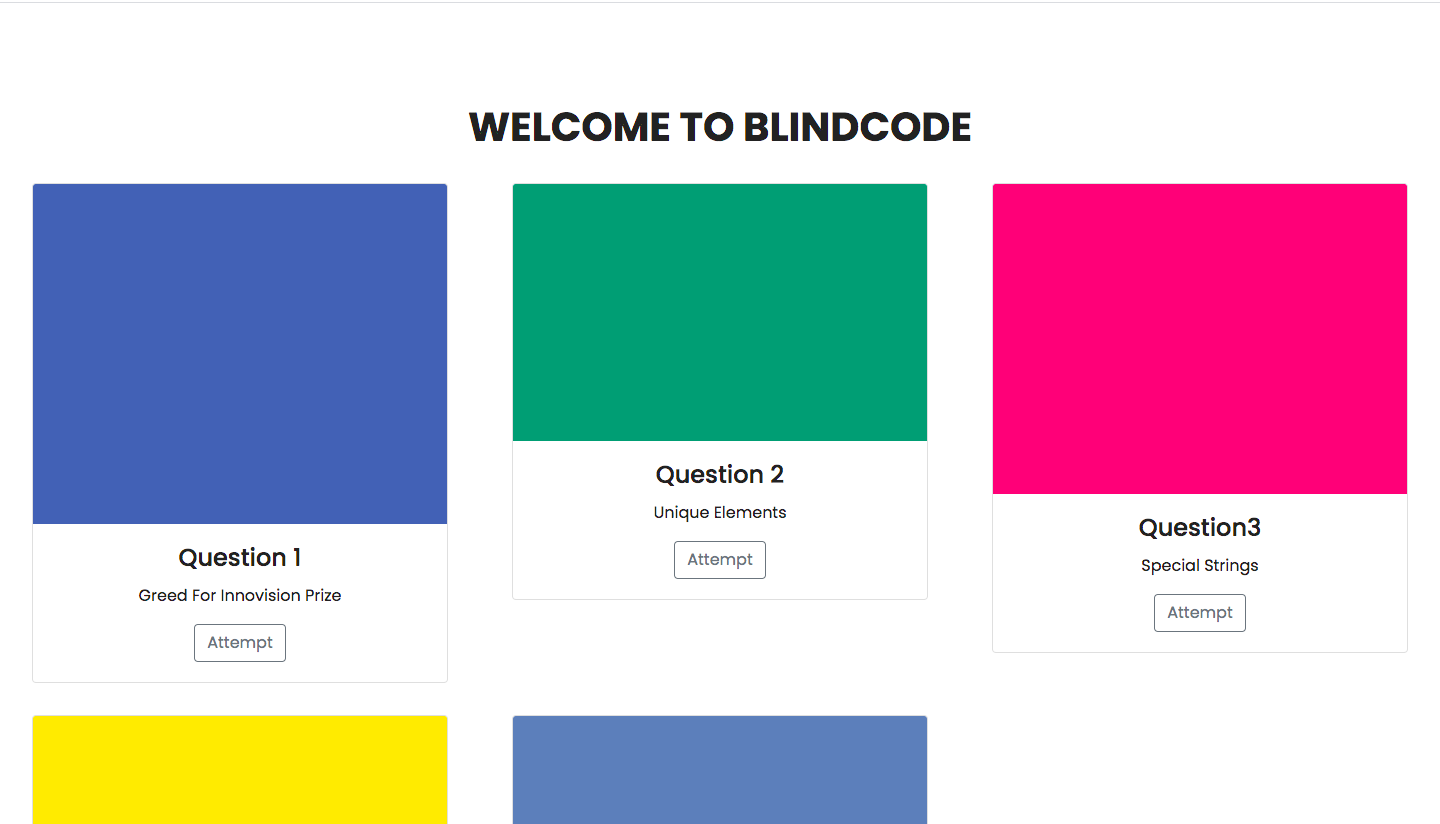 WELCOME TO BLINDCODE
Question 1
Greed For Innovision Prize
Attempt
Question 2
Unique Elements
Attempt
Question3
Special Strings
Attempt